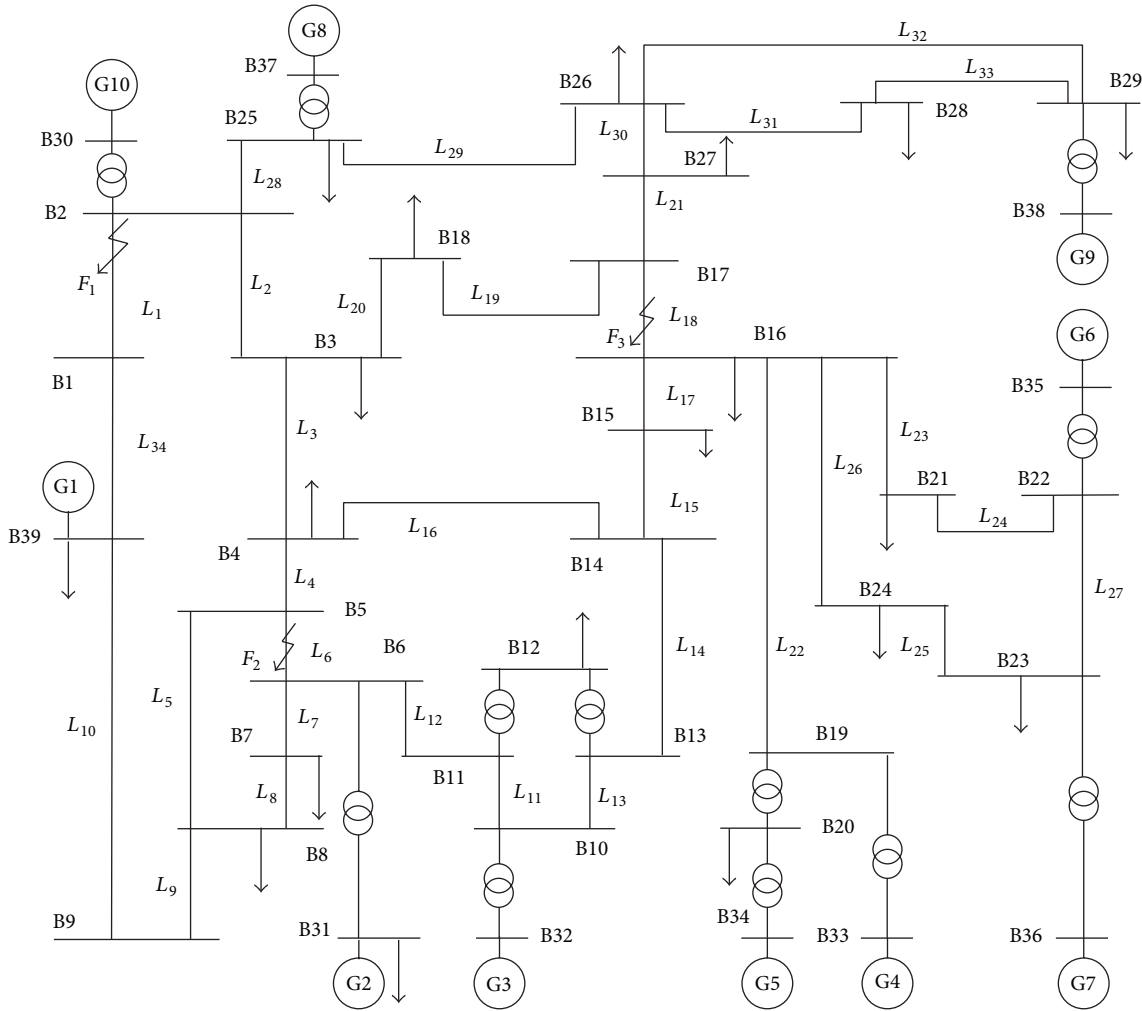 G8
L₃₂
G10
B37
B26
L₃₃
B29
B25
B28
B30
L₃₀
L₃₁
L₂₉
B27
L₂₈
L₂₁
B2
B38
B18
G9
F₁
L₂
B17
L₂₀
L₁₉
L₁
L₁₈
F₃
B16
G6
B3
B1
B35
L₁₇
B15
L₃
L₂₃
L₃₄
L₂₆
G1
B21
B22
L₁₅
L₁₆
L₂₄
B39
B4
B14
L₄
B24
L₂₇
B5
F₂
L₆
B6
B12
L₁₄
L₂₂
L₂₅
B23
L₅
L₇
L₁₂
L₁₀
B7
B11
B13
B19
L₈
L₁₁
L₁₃
B8
B10
B20
L₉
B9
B31
B32
B34
B33
B36
G2
G3
G5
G4
G7